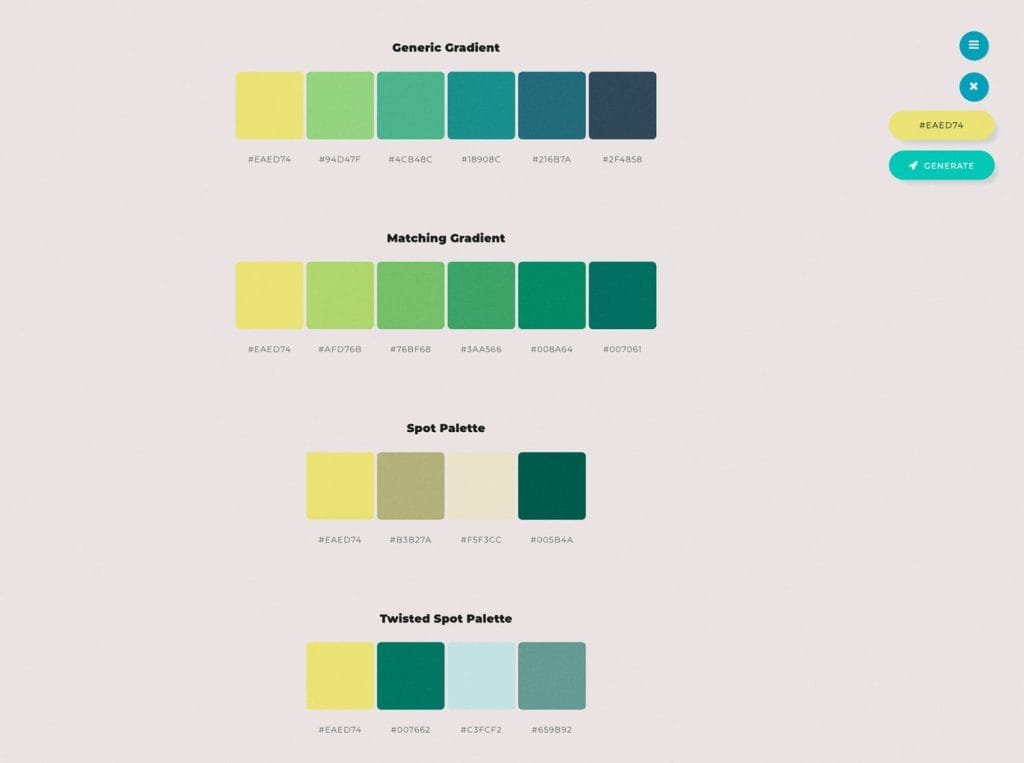 Generic Gradient
#EAED74 #94D47F #4CB48C #18908C #216B7A #2F4858
#EAED74
GENERATE
Matching Gradient
#EAED74 #AFD76B #76BF68 #3AA566 #008A64 #007061
Spot Palette
#EAED74 #B3B27A #F5F3CC #005B4A
Twisted Spot Palette
#EAED74 #007662 #C3FCF2 #659B92